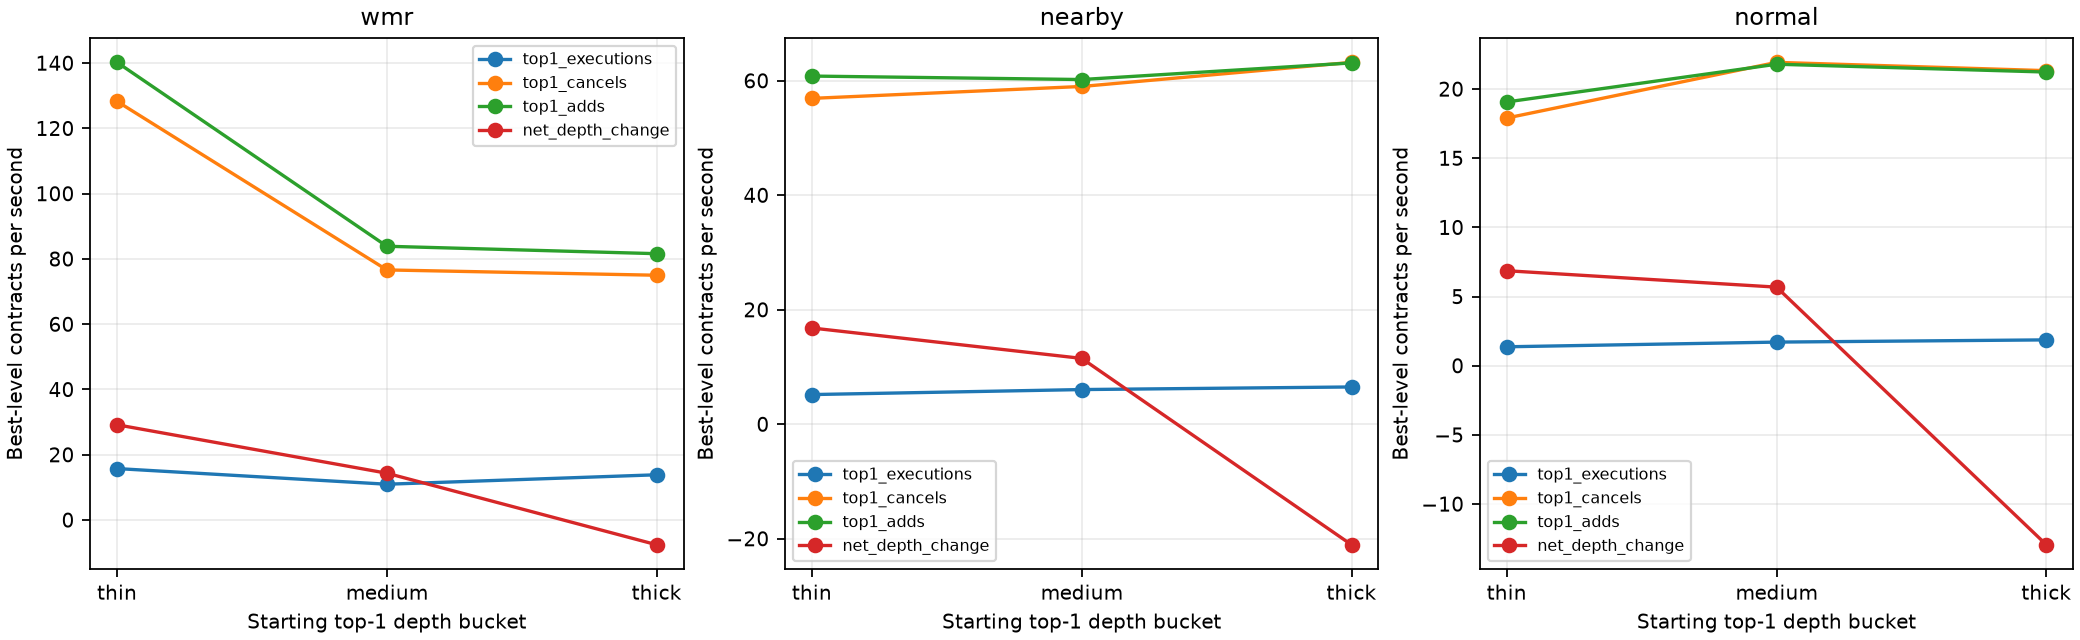 wmr
140
120
100
80
60
40
20
0
Best-level contracts per second
thin
medium
thick
Starting top-1 depth bucket
top1_executions
top1_cancels
top1_adds
net_depth_change
nearby
60
40
20
0
−20
Best-level contracts per second
thin
medium
thick
Starting top-1 depth bucket
top1_executions
top1_cancels
top1_adds
net_depth_change
normal
20
15
10
5
0
−5
−10
Best-level contracts per second
thin
medium
thick
Starting top-1 depth bucket
top1_executions
top1_cancels
top1_adds
net_depth_change